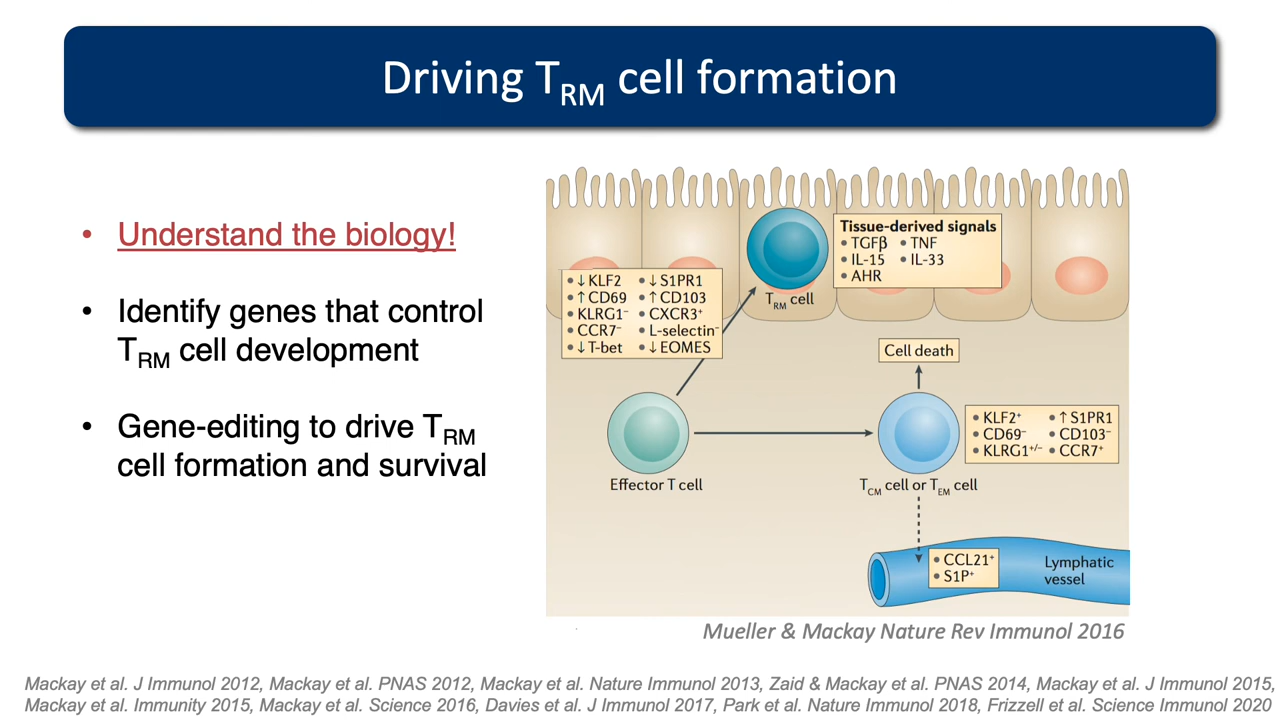 Driving TRM cell formation
• Understand the biology!
• Identify genes that control
TRM cell development
• Gene-editing to drive TRM
cell formation and survival
Tissue-derived signals
• TGFβ • TNF
• IL-15 • IL-33
• AHR
TRM cell
• ↓KLF2 • ↓S1PR1
• ↑CD69 • ↑CD103
• KLRG1⁻ • CXCR3⁺
• CCR7⁻ • L-selectin⁻
• ↓T-bet • ↓EOMES
Cell death
• KLF2⁺ • ↑S1PR1
• CD69⁻ • CD103⁻
• KLRG1⁺/⁻ • CCR7⁺
Effector T cell
TCM cell or TEM cell
• CCL21⁺
• S1P⁺
Lymphatic
vessel
Mueller & Mackay Nature Rev Immunol 2016
Mackay et al. J Immunol 2012, Mackay et al. PNAS 2012, Mackay et al. Nature Immunol 2013, Zaid & Mackay et al. PNAS 2014, Mackay et al. J Immunol 2015,
Mackay et al. Immunity 2015, Mackay et al. Science 2016, Davies et al. J Immunol 2017, Park et al. Nature Immunol 2018, Frizzell et al. Science Immunol 2020